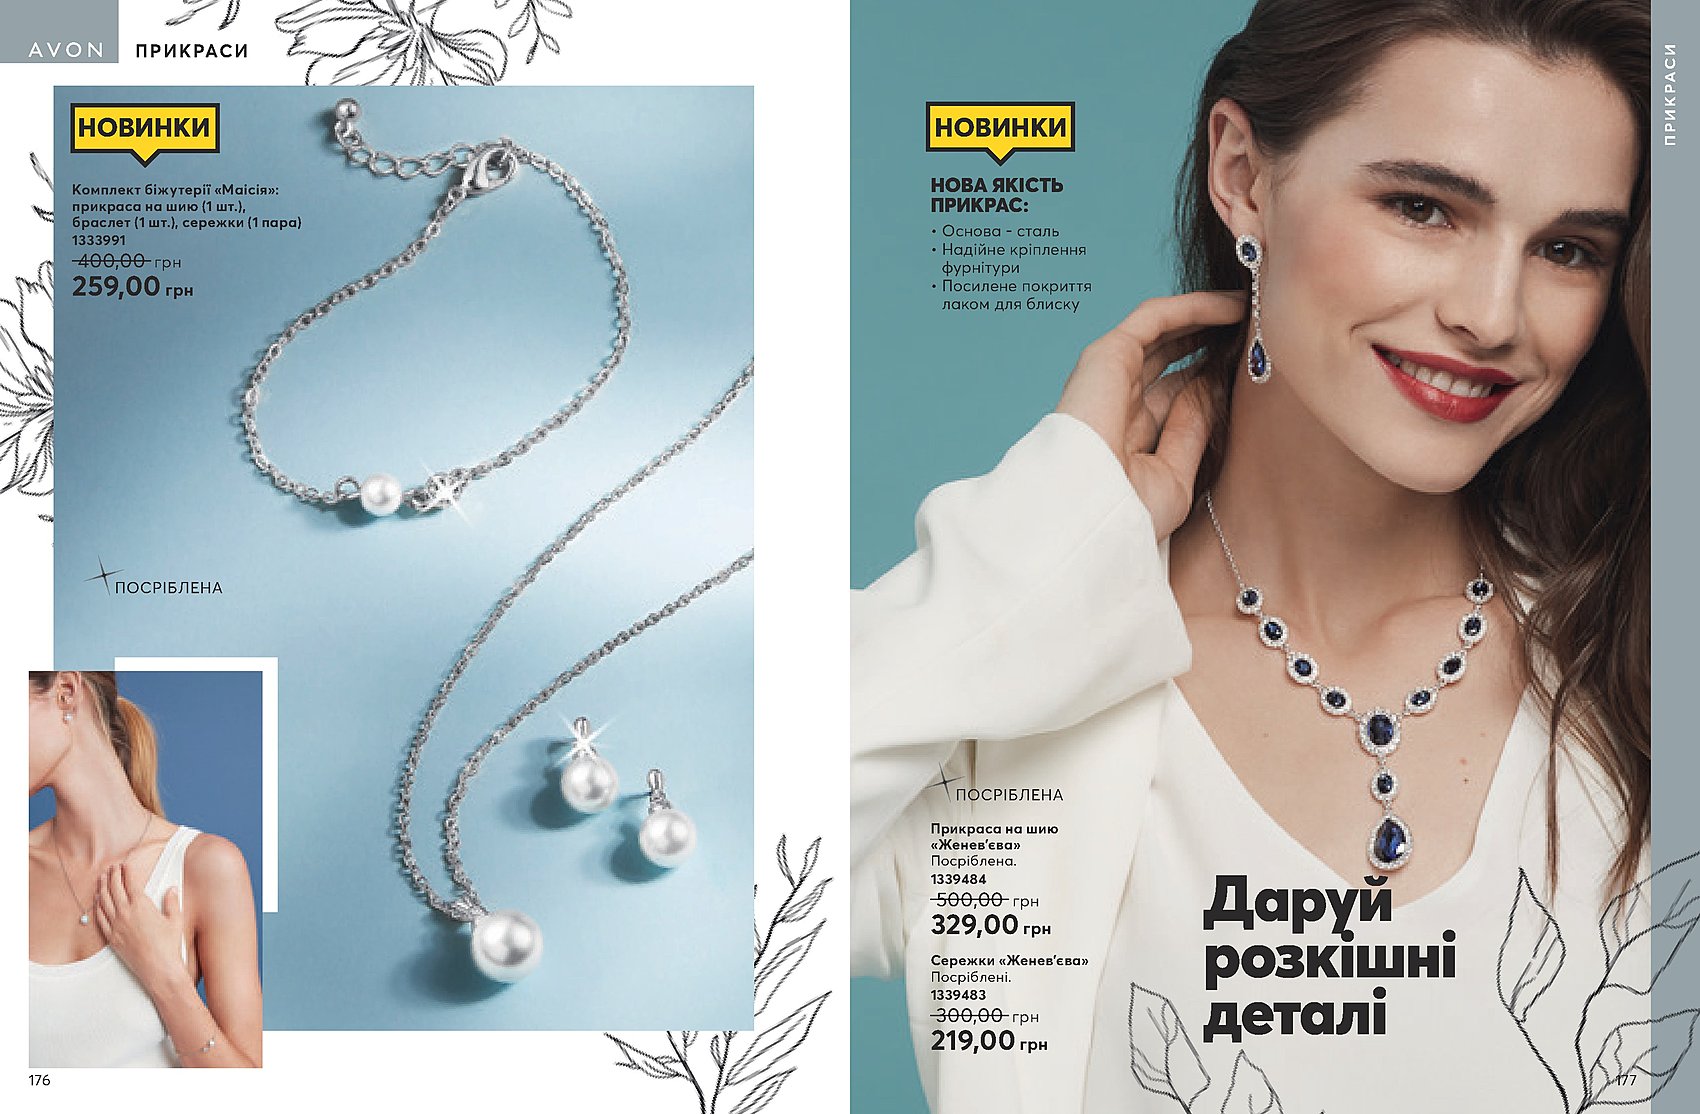 AVON ПРИКРАСИ
НОВИНКИ
Комплект біжутерії «Маісія»:
прикраса на шию (1 шт.),
браслет (1 шт.), сережки (1 пара)
1333991
400,00 грн
259,00 грн
ПОСРІБЛЕНА
176
НОВИНКИ
НОВА ЯКІСТЬ
ПРИКРАС:
• Основа - сталь
• Надійне кріплення
фурнітури
• Посилене покриття
лаком для блиску
ПОСРІБЛЕНА
Прикраса на шию
«Женев’єва»
Посріблена.
1339484
500,00 грн
329,00 грн
Сережки «Женев’єва»
Посріблені.
1339483
300,00 грн
219,00 грн
Даруй
розкішні
деталі
ПРИКРАСИ
177